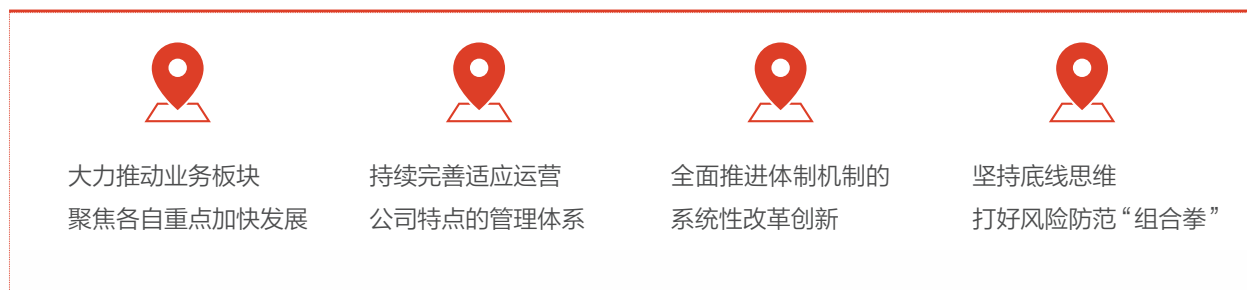 大力推动业务板块
聚焦各自重点加快发展
持续完善适应运营
公司特点的管理体系
全面推进体制机制的
系统性改革创新
坚持底线思维
打好风险防范“组合拳”